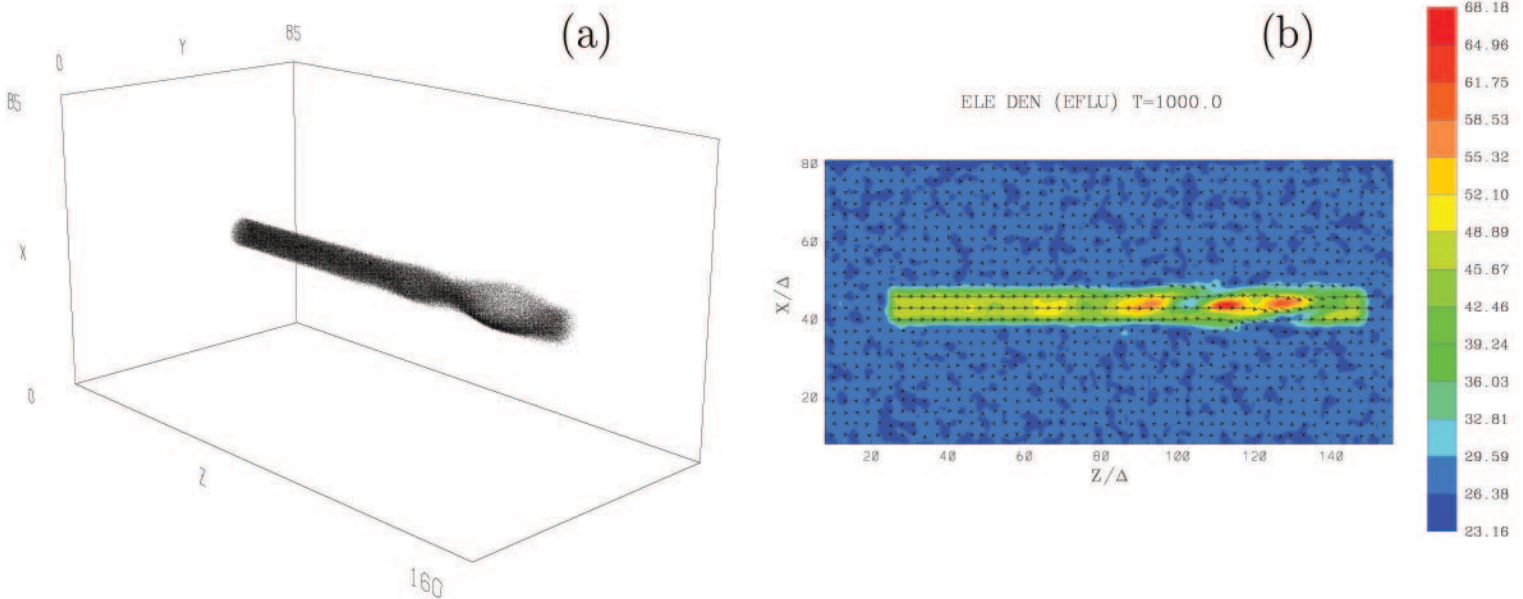 (a)
85
Y
0
85
X
0
Z
160
(b)
ELE DEN (EFLU) T=1000.0
80
60
X/Δ
40
20
20 40 60 80 100 120 140
Z/Δ
68.18
64.96
61.75
58.53
55.32
52.10
48.89
45.67
42.46
39.24
36.03
32.81
29.59
26.38
23.16